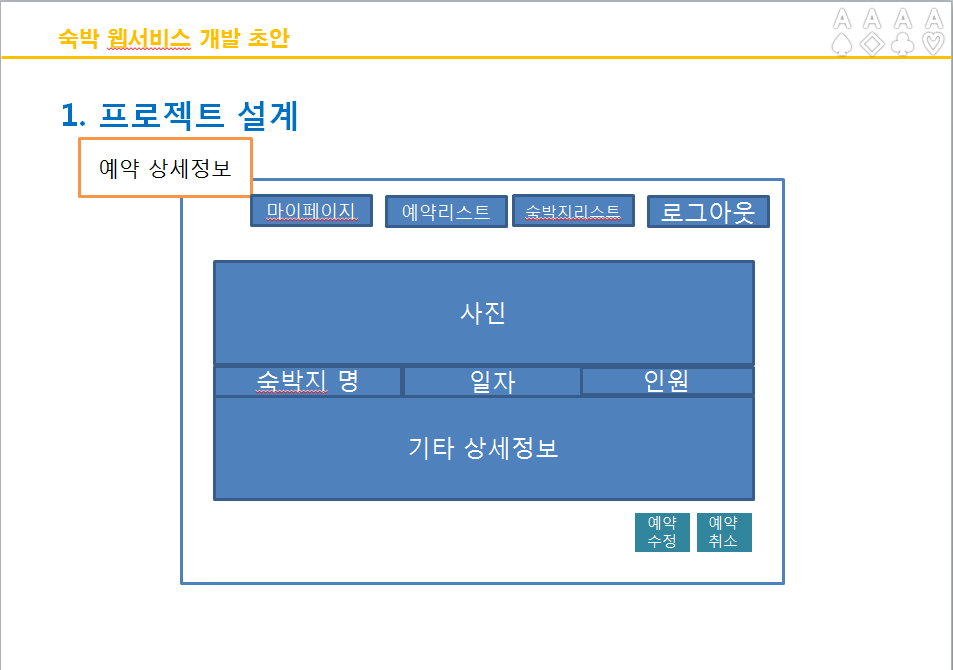 숙박 웹서비스 개발 초안
A A A A
1. 프로젝트 설계
예약 상세정보
마이페이지 예약리스트 숙박지리스트 로그아웃
사진
숙박지 명 일자 인원
기타 상세정보
예약 수정
예약 취소